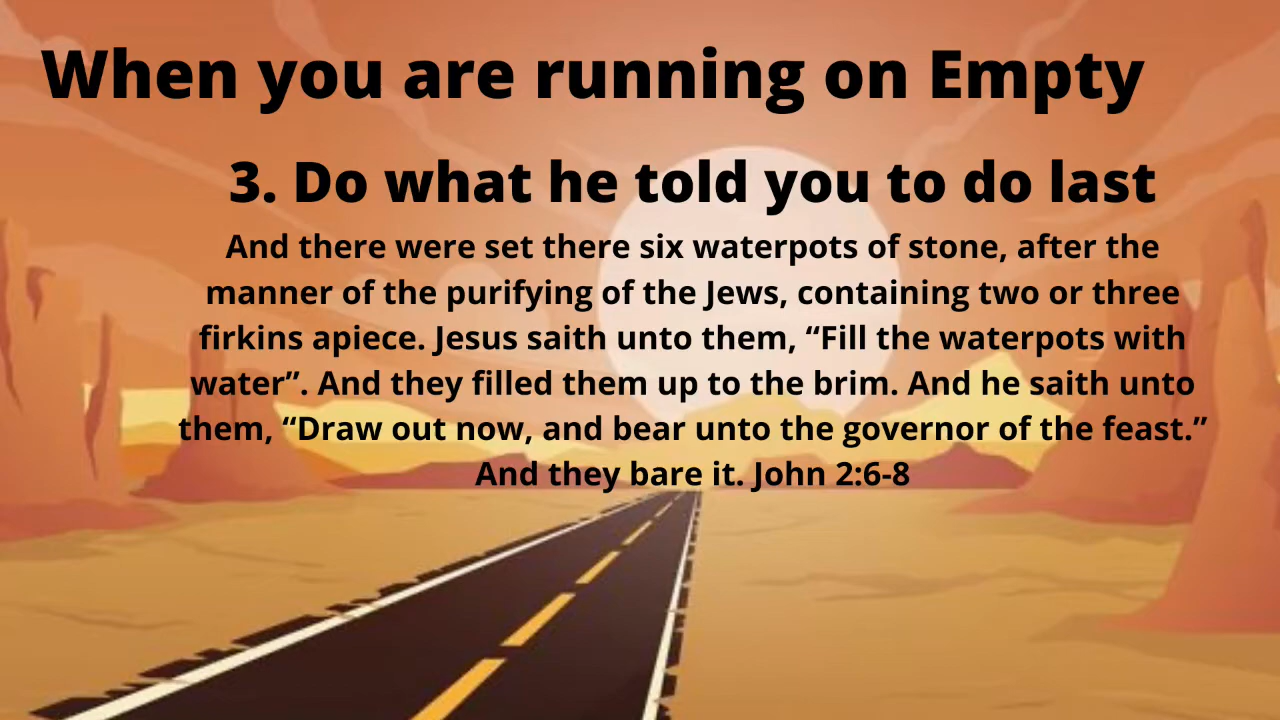 When you are running on Empty
3. Do what he told you to do last
And there were set there six waterpots of stone, after the
manner of the purifying of the Jews, containing two or three
firkins apiece. Jesus saith unto them, “Fill the waterpots with
water”. And they filled them up to the brim. And he saith unto
them, “Draw out now, and bear unto the governor of the feast.”
And they bare it. John 2:6-8